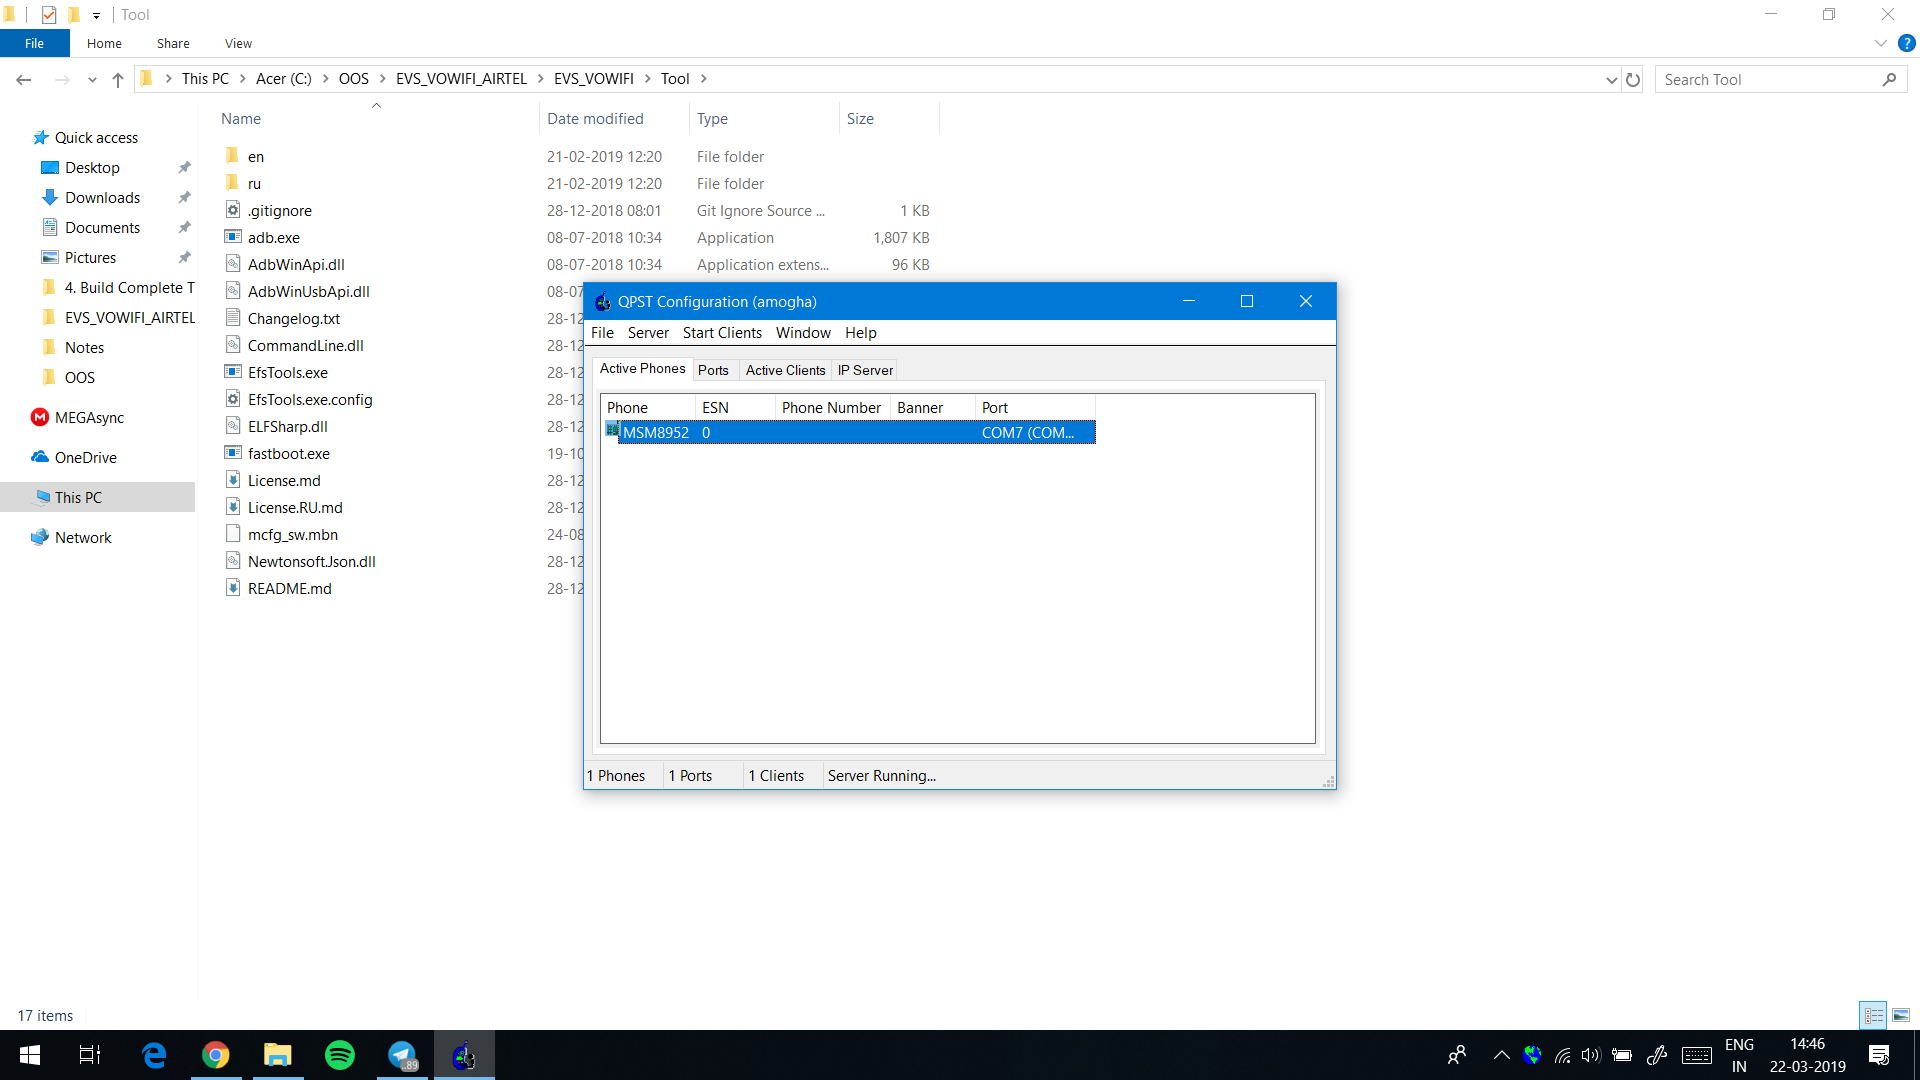 Tool
File Home Share View
This PC Acer (C:) OOS EVS_VOWIFI_AIRTEL EVS_VOWIFI Tool
Search Tool
Name Date modified Type Size
Quick access
Desktop
Downloads
Documents
Pictures
4. Build Complete T
EVS_VOWIFI_AIRTEL
Notes
OOS
MEGAsync
OneDrive
This PC
Network
en 21-02-2019 12:20 File folder
ru 21-02-2019 12:20 File folder
.gitignore 28-12-2018 08:01 Git Ignore Source ... 1 KB
adb.exe 08-07-2018 10:34 Application 1,807 KB
AdbWinApi.dll 08-07-2018 10:34 Application extens... 96 KB
AdbWinUsbApi.dll 08-07
Changelog.txt 28-12
CommandLine.dll 28-12
EfsTools.exe 28-12
EfsTools.exe.config 28-12
ELFSharp.dll 28-12
fastboot.exe 19-10
License.md 28-12
License.RU.md 28-12
mcfg_sw.mbn 24-08
Newtonsoft.Json.dll 28-12
README.md 28-12
QPST Configuration (amogha)
File Server Start Clients Window Help
Active Phones Ports Active Clients IP Server
Phone ESN Phone Number Banner Port
MSM8952 0 COM7 (COM...
1 Phones 1 Ports 1 Clients Server Running...
17 items
89
ENG
IN
14:46
22-03-2019